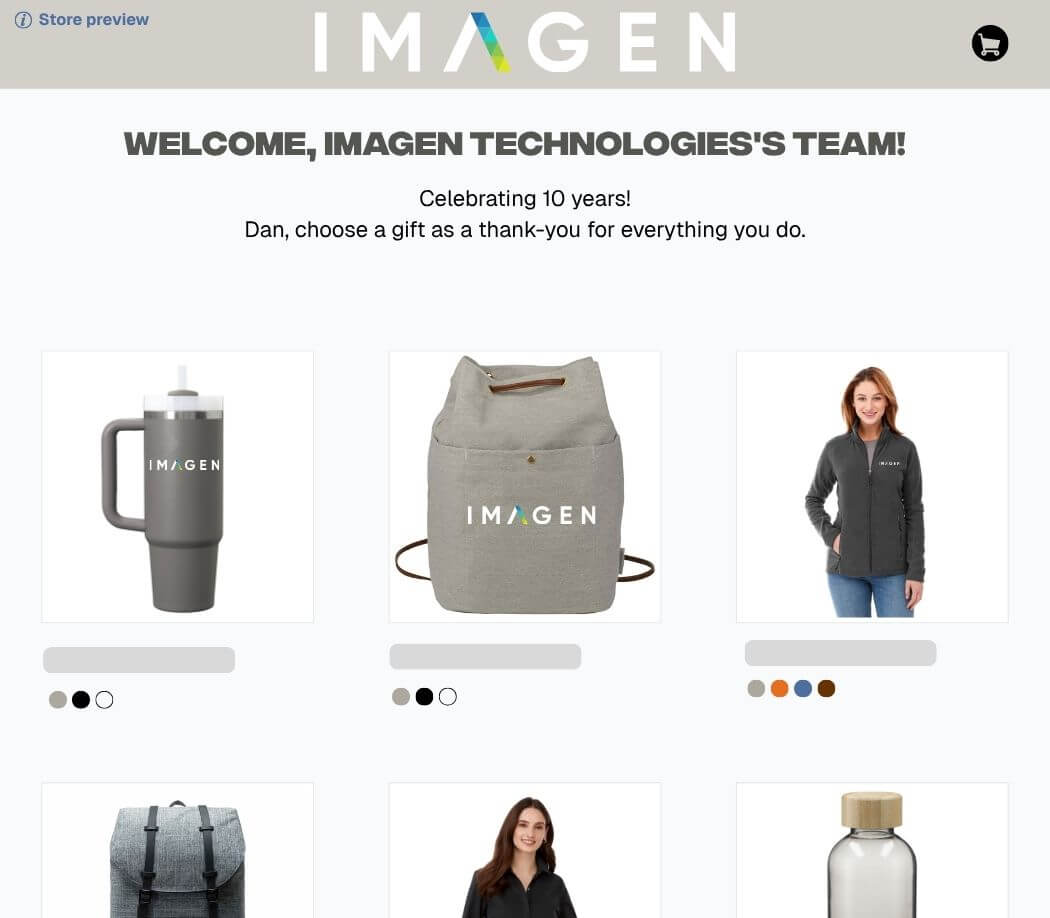 Store preview
IMAGEN
WELCOME, IMAGEN TECHNOLOGIES'S TEAM!
Celebrating 10 years!
Dan, choose a gift as a thank-you for everything you do.
IMAGEN
IMAGEN
IMAGEN